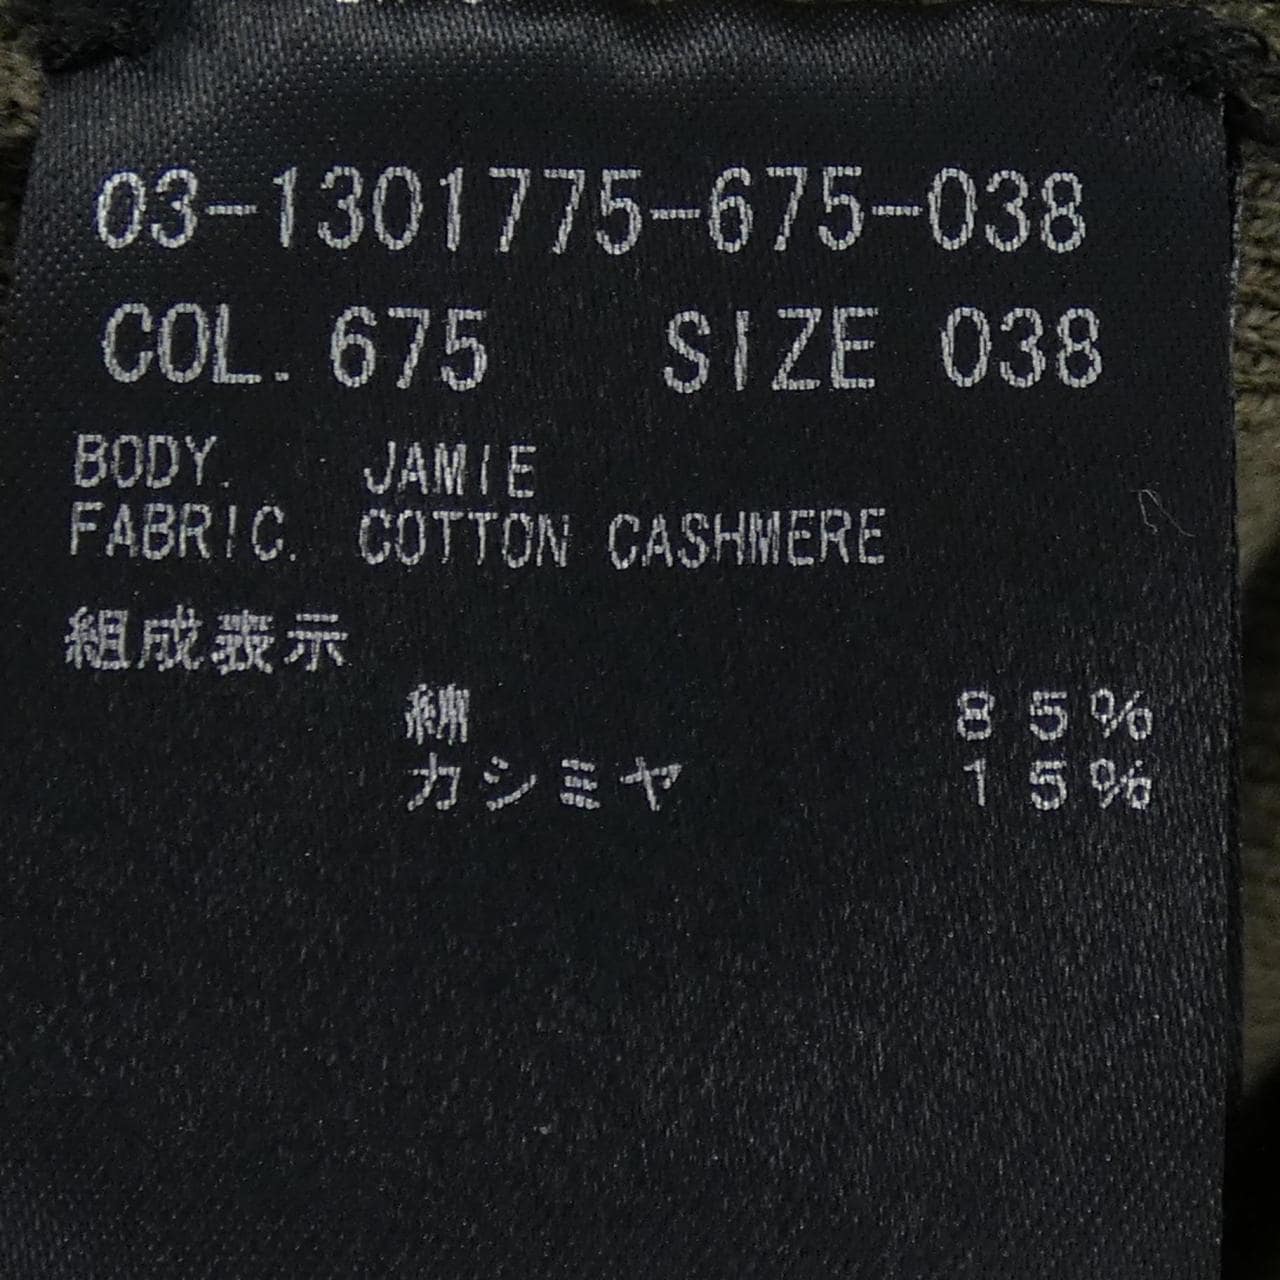 03-1301775-675-038
COL. 675 SIZE 038
BODY. JAMIE
FABRIC. COTTON CASHMERE
組成表示
綿 85%
カシミヤ 15%